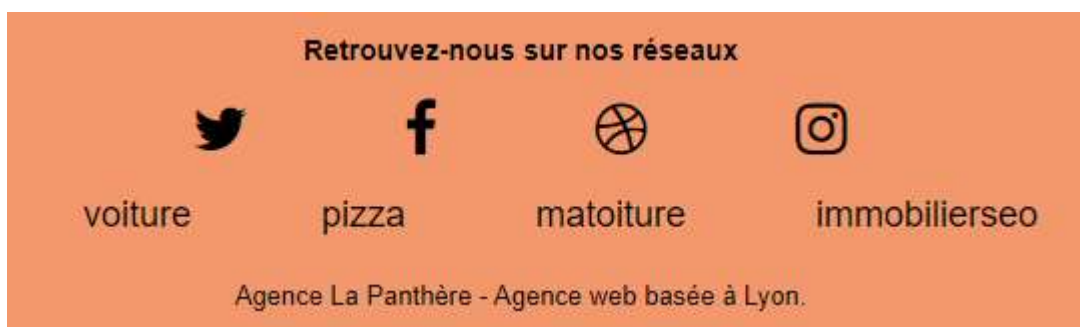 Retrouvez-nous sur nos réseaux
voiture pizza matoiture immobilierseo
Agence La Panthère - Agence web basée à Lyon.